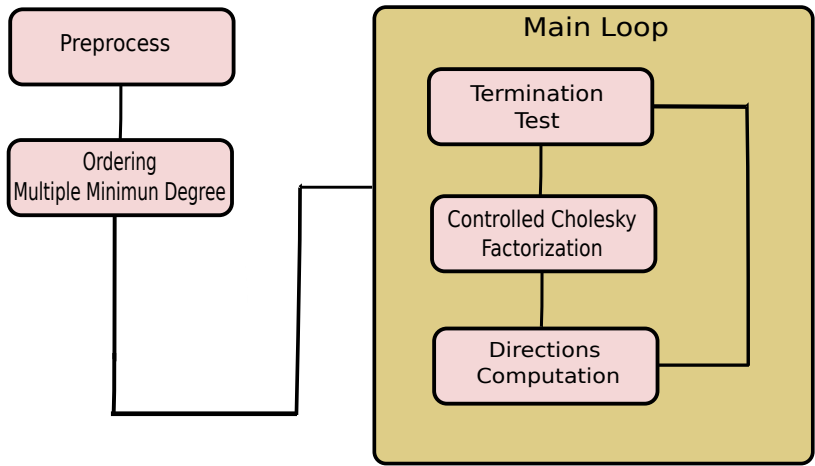 Preprocess
Ordering
Multiple Minimun Degree
Main Loop
Termination
Test
Controlled Cholesky
Factorization
Directions
Computation